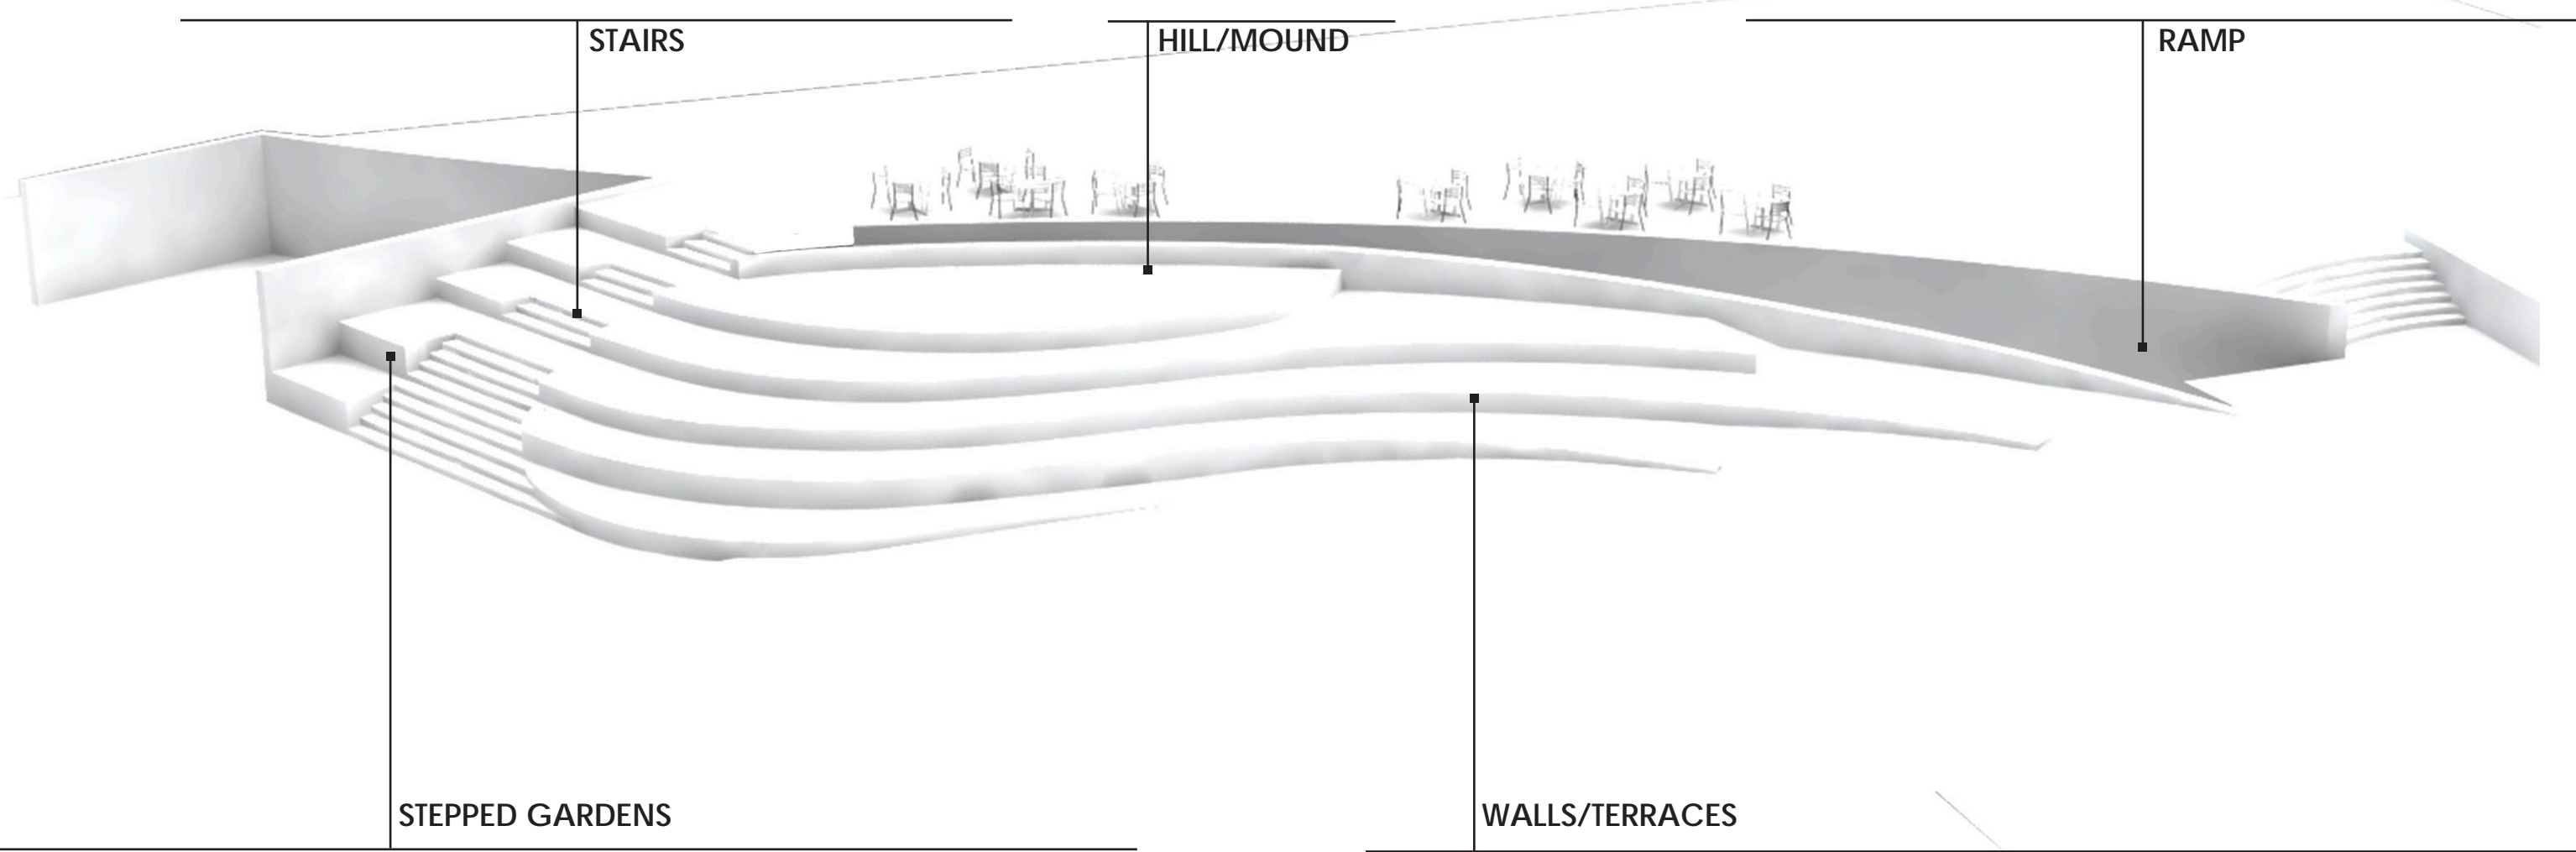 STAIRS
HILL/MOUND
RAMP
STEPPED GARDENS
WALLS/TERRACES